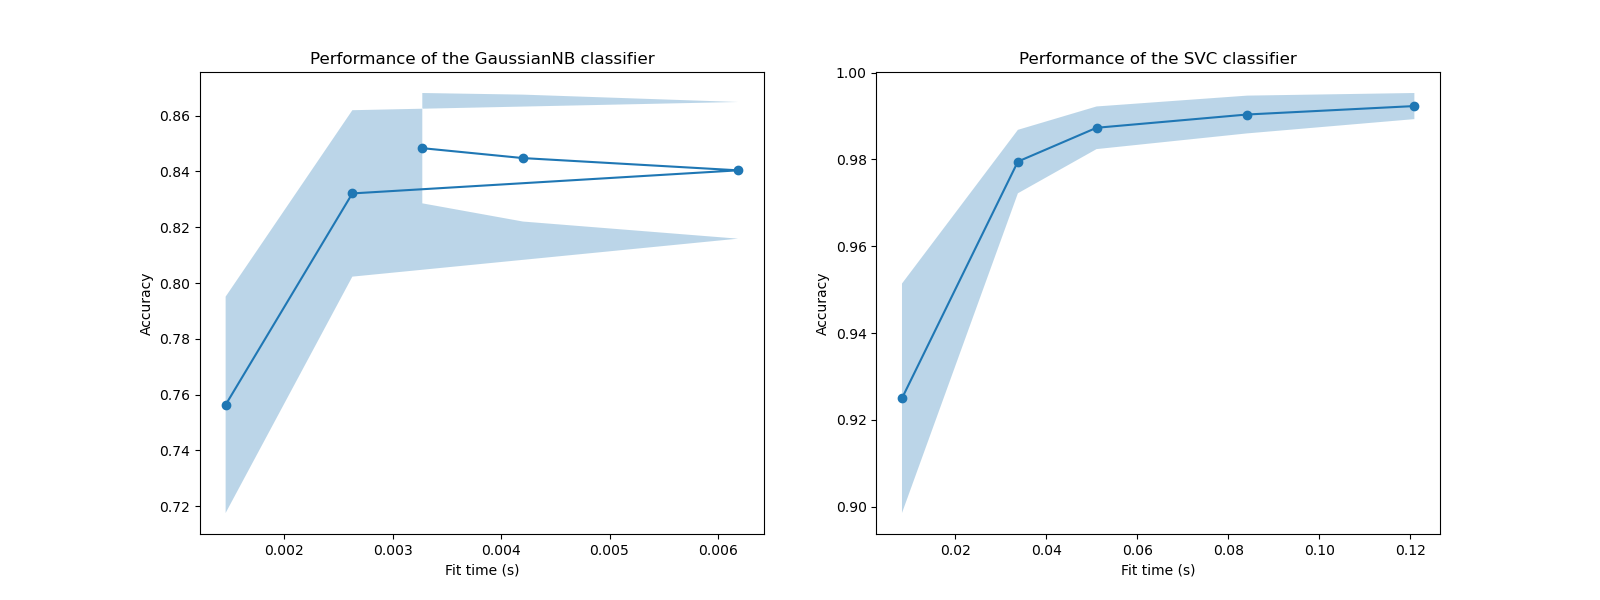 Performance of the GaussianNB classifier
Accuracy
0.86
0.84
0.82
0.80
0.78
0.76
0.74
0.72
0.002 0.003 0.004 0.005 0.006
Fit time (s)
Performance of the SVC classifier
Accuracy
1.00
0.98
0.96
0.94
0.92
0.90
0.02 0.04 0.06 0.08 0.10 0.12
Fit time (s)